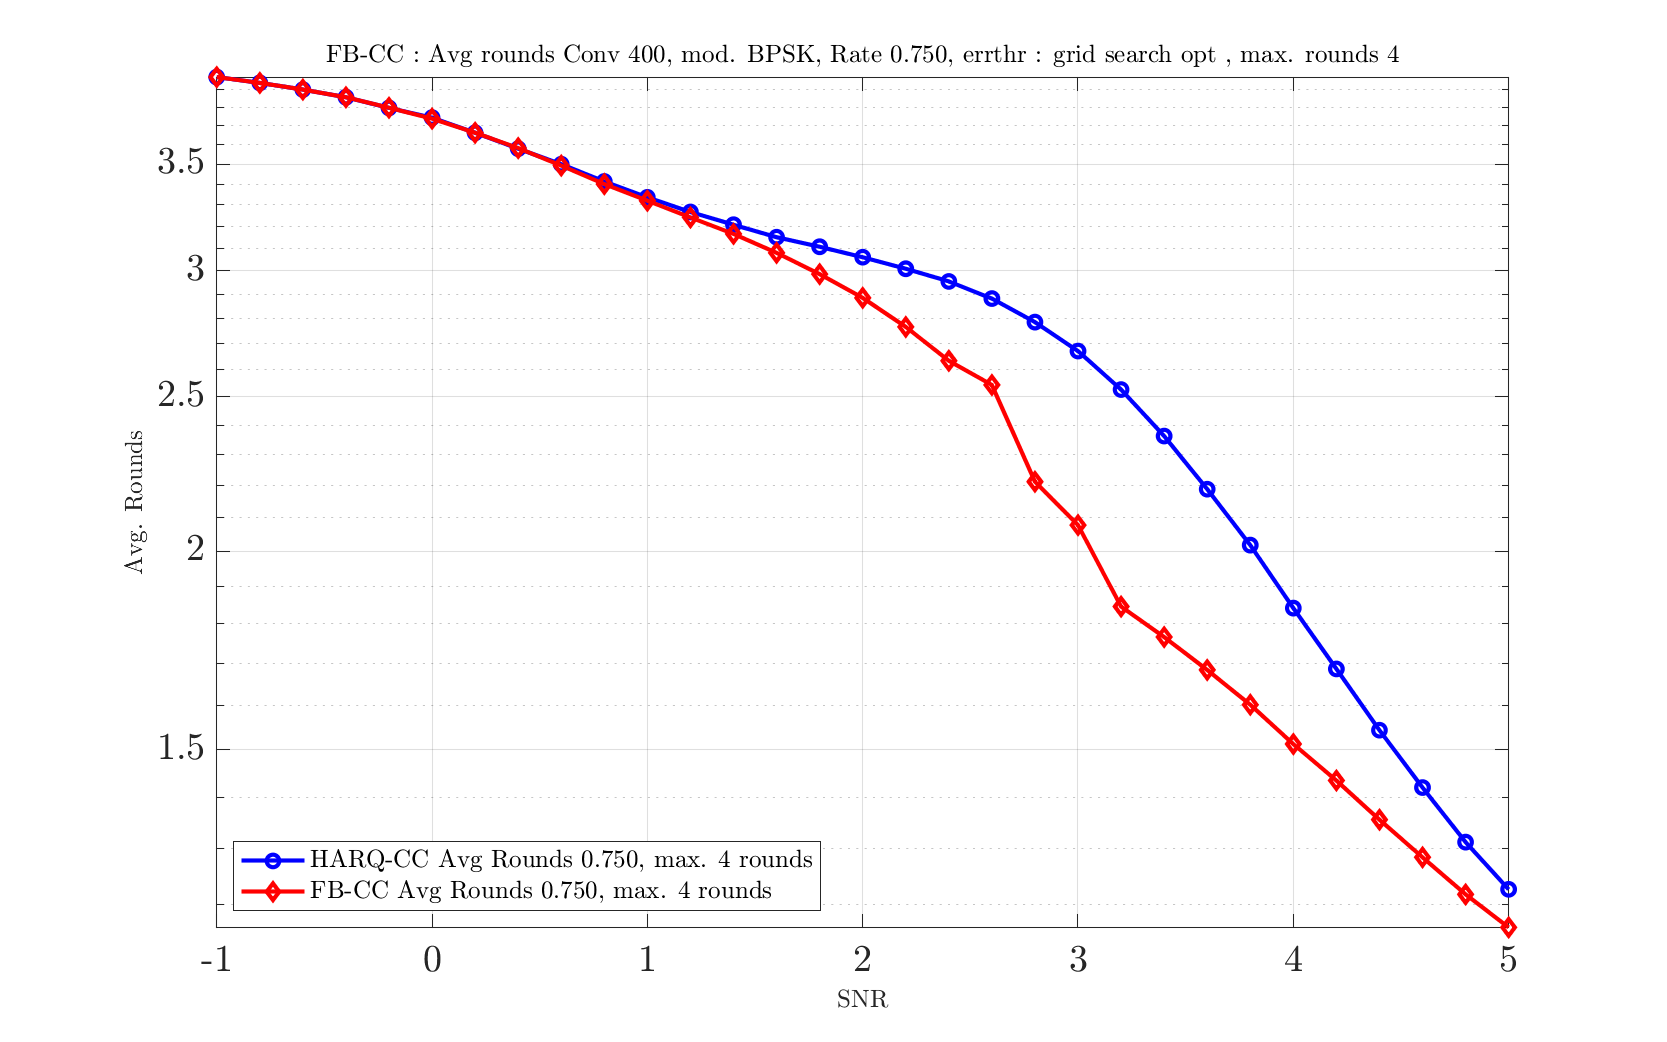 FB-CC : Avg rounds Conv 400, mod. BPSK, Rate 0.750, errthr : grid search opt , max. rounds 4
3.5
3
2.5
2
1.5
Avg. Rounds
HARQ-CC Avg Rounds 0.750, max. 4 rounds
FB-CC Avg Rounds 0.750, max. 4 rounds
-1 0 1 2 3 4 5
SNR